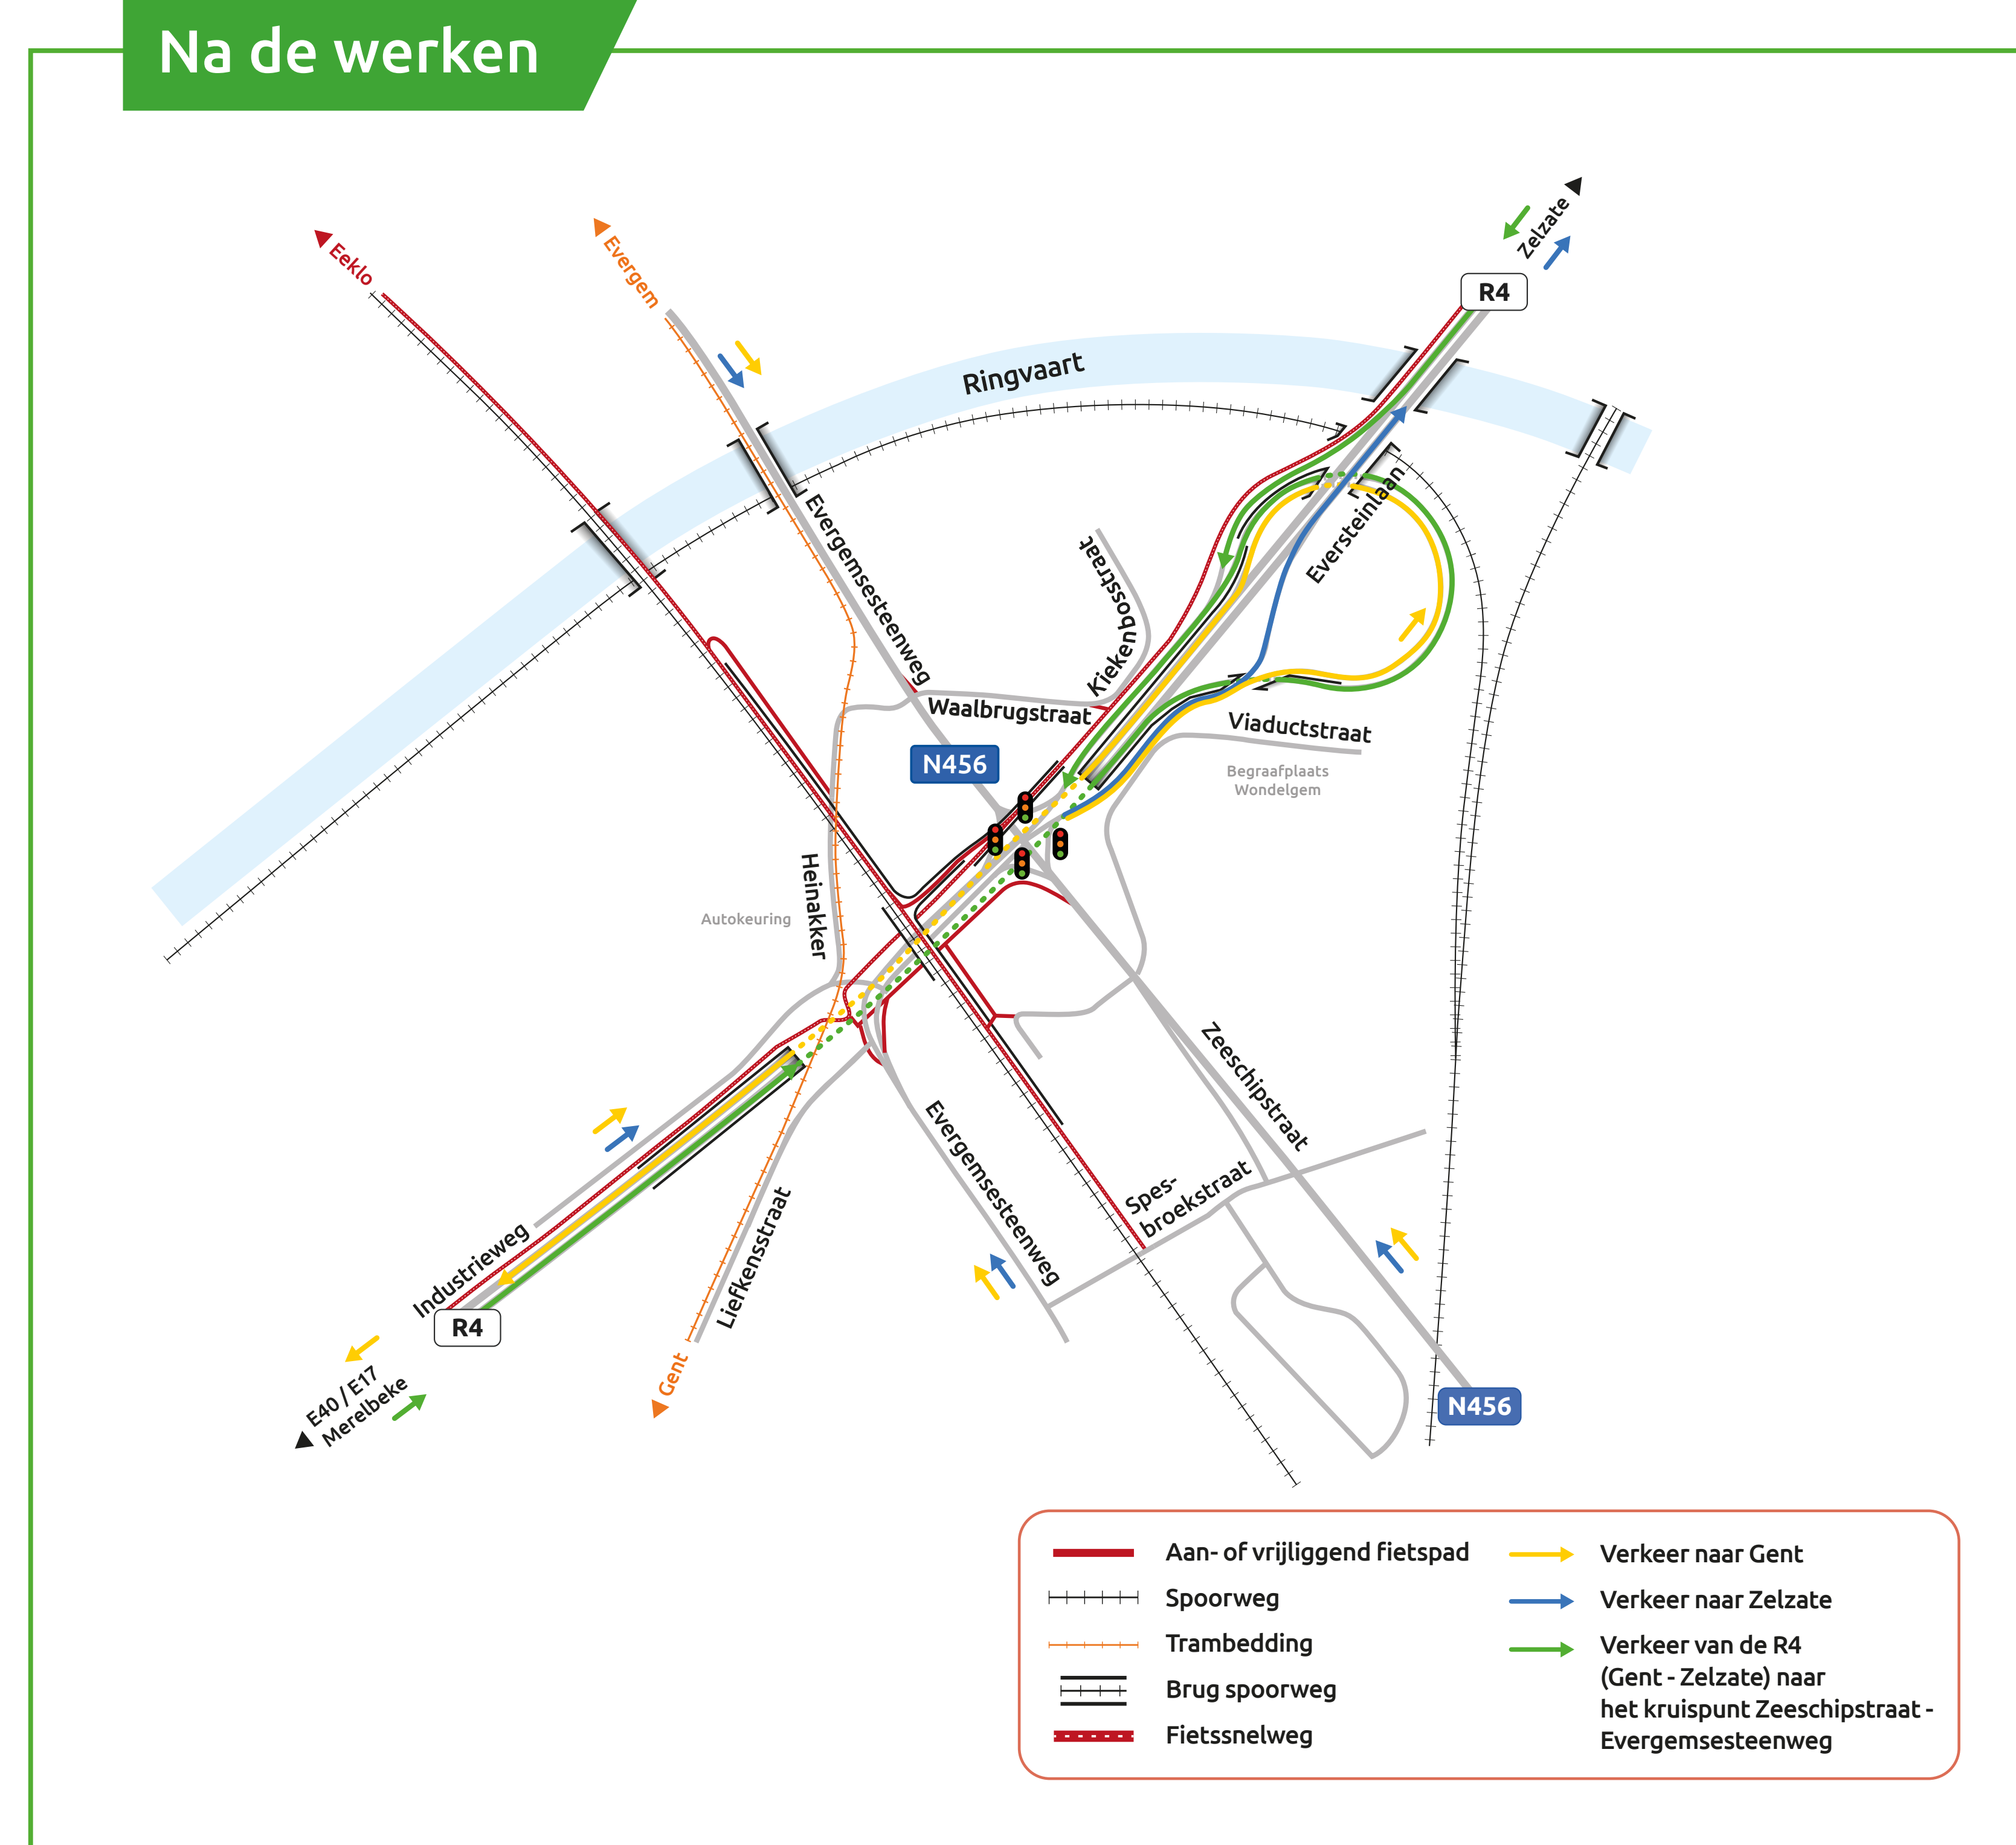 Na de werken
Zelzate
R4
Eeklo
Evergem
Ringvaart
Eversteinlaan
Evergemsesteenweg
Kiekenbosstraat
Waalbrugstraat
Viaductstraat
N456
Begraafplaats
Wondelgem
Heinakker
Autokeuring
Zeeschipstraat
Evergemsesteenweg
Spes-
broekstraat
Liefkensstraat
Industrieweg
R4
E40 / E17
Merelbeke
Gent
N456
Aan- of vrijliggend fietspad
Spoorweg
Trambedding
Brug spoorweg
Fietssnelweg
Verkeer naar Gent
Verkeer naar Zelzate
Verkeer van de R4
(Gent - Zelzate) naar
het kruispunt Zeeschipstraat -
Evergemsesteenweg